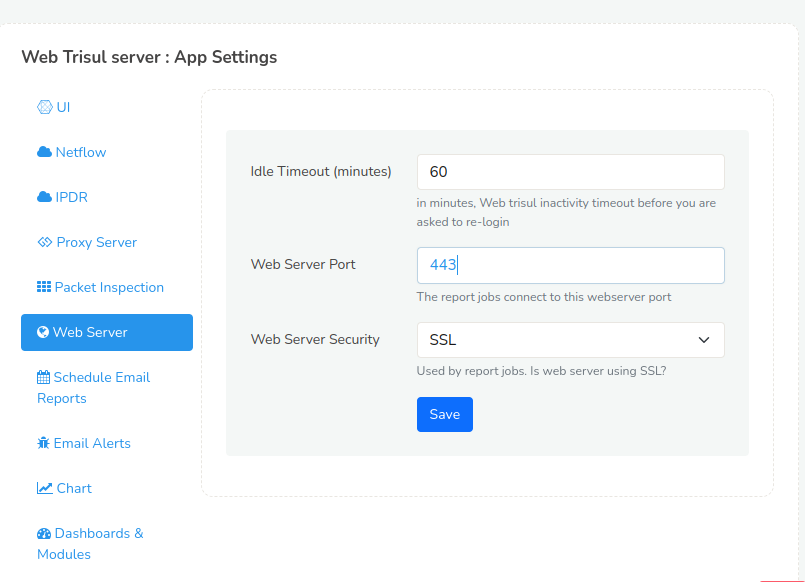 Web Trisul server : App Settings
UI
Netflow
IPDR
Proxy Server
Packet Inspection
Web Server
Schedule Email
Reports
Email Alerts
Chart
Dashboards &
Modules
Idle Timeout (minutes)
60
in minutes, Web trisul inactivity timeout before you are
asked to re-login
Web Server Port
443
The report jobs connect to this webserver port
Web Server Security
SSL
Used by report jobs. Is web server using SSL?
Save